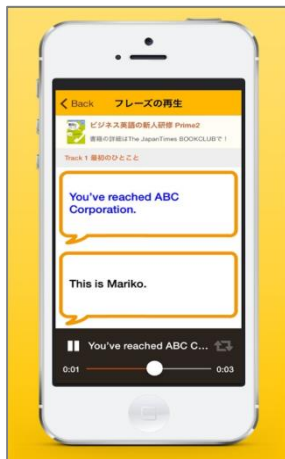 Back フレーズの再生
ビジネス英語の新人研修 Prime2
書籍の詳細はThe JapanTimes BOOKCLUBで！
Track 1 最初のひとこと
You've reached ABC
Corporation.
This is Mariko.
You've reached ABC C...
0:01 0:03